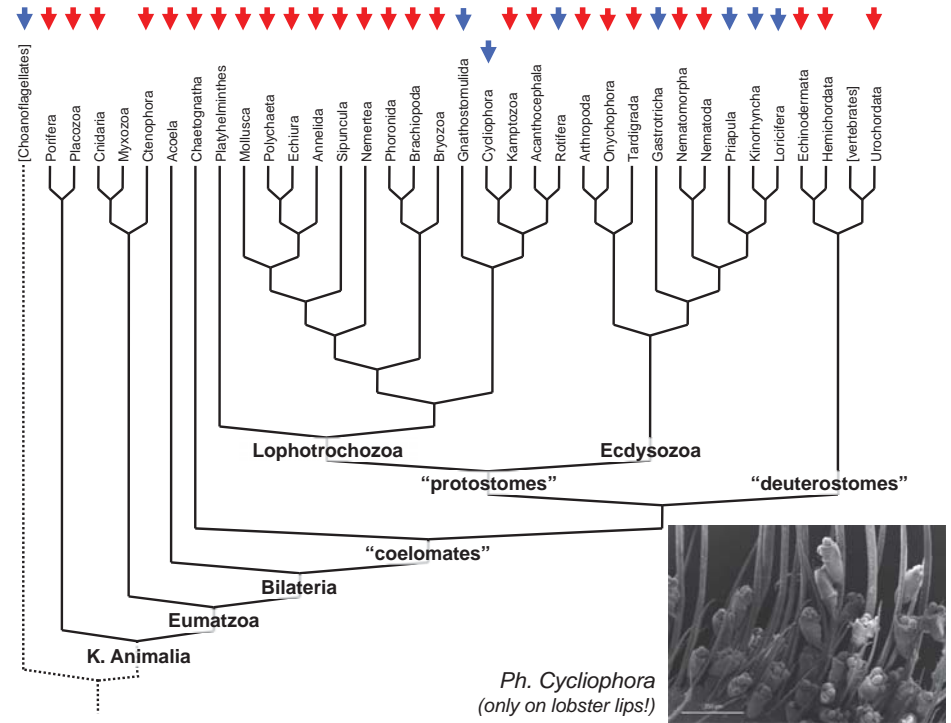 [Choanoflagellates]
Porifera
Placozoa
Cnidaria
Myxozoa
Ctenophora
Acoela
Chaetognatha
Platyhelminthes
Mollusca
Polychaeta
Echiura
Annelida
Sipuncula
Nemertea
Phoronida
Brachiopoda
Bryozoa
Gnathostomulida
Cycliophora
Kamptozoa
Acanthocephala
Rotifera
Arthropoda
Onychophora
Tardigrada
Gastrotricha
Nematomorpha
Nematoda
Priapula
Kinorhyncha
Loricifera
Echinodermata
Hemichordata
[vertebrates]
Urochordata
Lophotrochozoa
Ecdysozoa
“protostomes”
“deuterostomes”
“coelomates”
Bilateria
Eumatzoa
K. Animalia
Ph. Cycliophora
(only on lobster lips!)